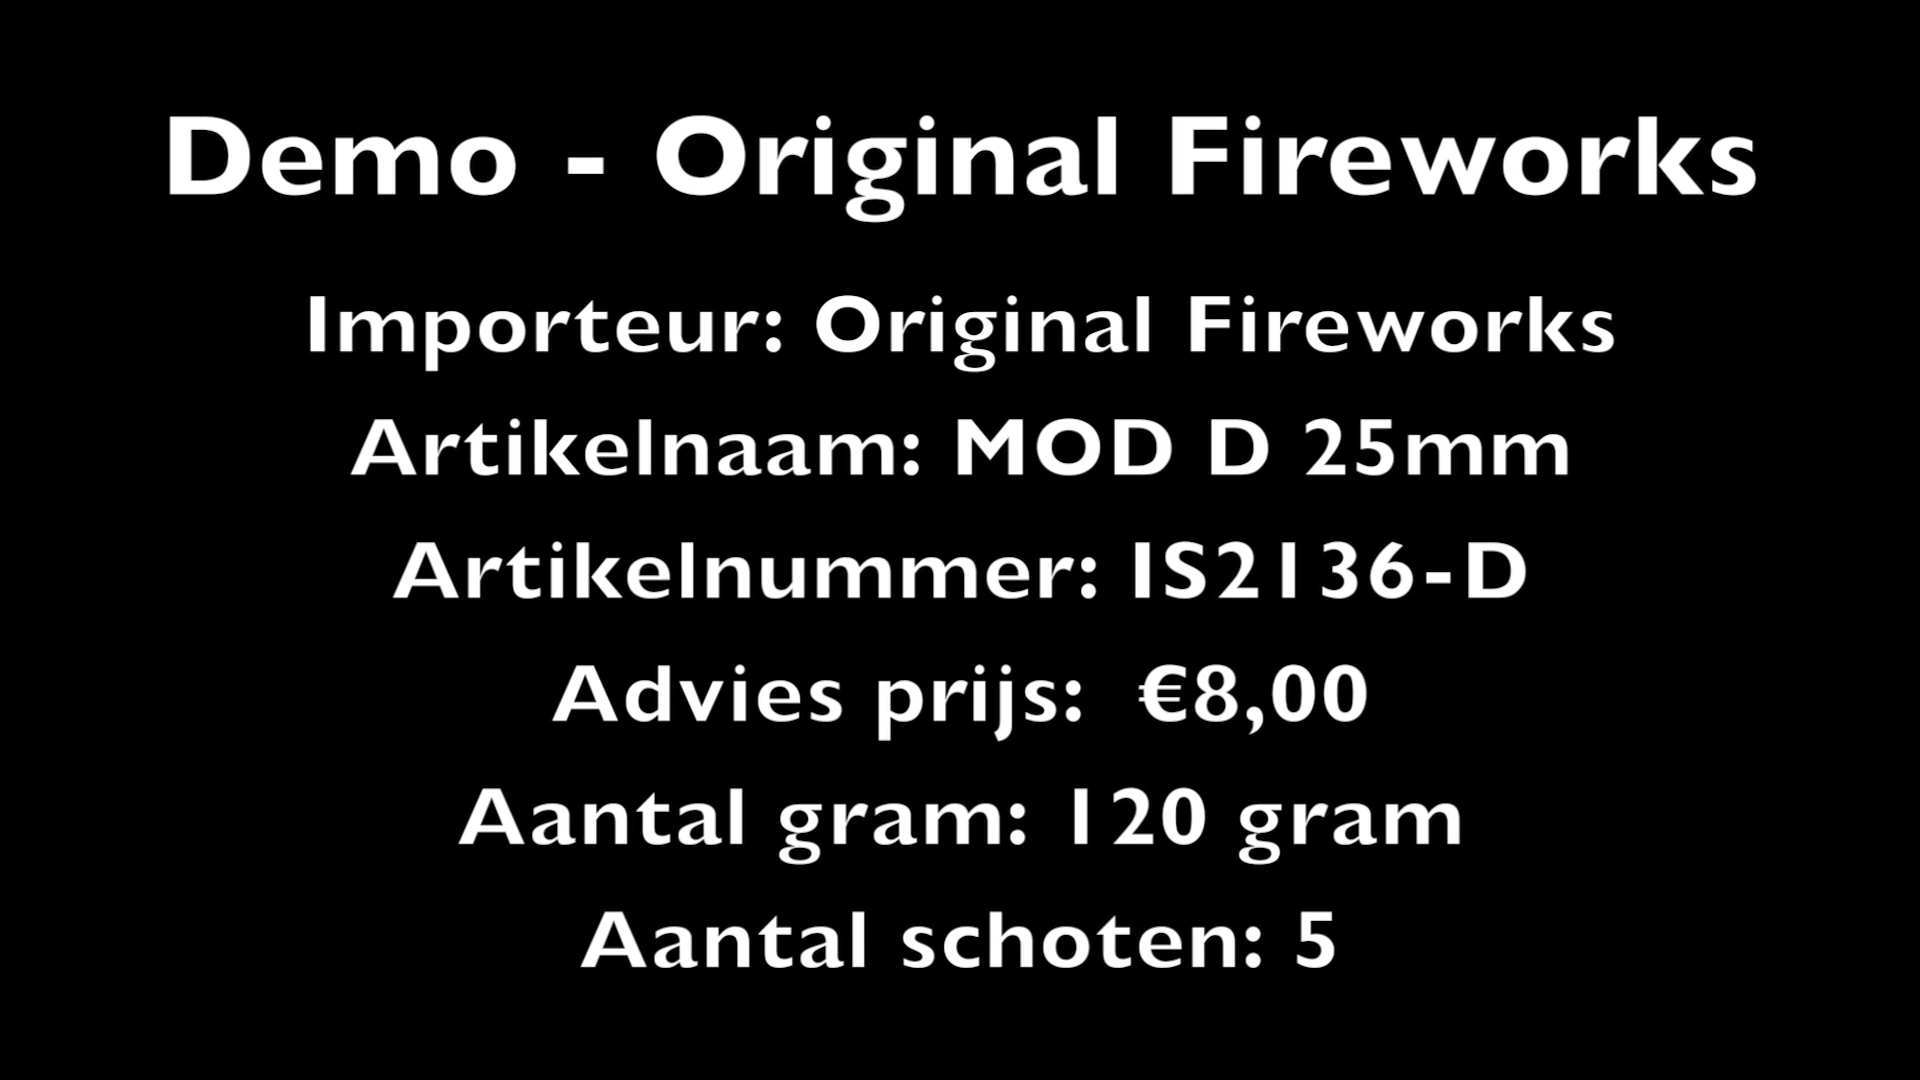 Demo - Original Fireworks
Importeur: Original Fireworks
Artikelnaam: MOD D 25mm
Artikelnummer: IS2136-D
Advies prijs:  €8,00
Aantal gram: 120 gram
Aantal schoten: 5